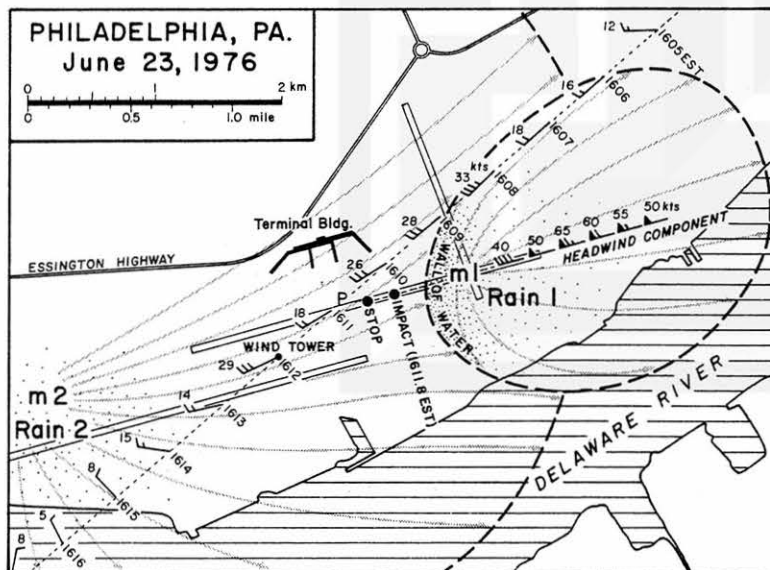 PHILADELPHIA, PA.
June 23, 1976
0 1 2 km
0 0.5 1.0 mile
12
1605 EST
16
1606
18
1607
33 kts
1608
28
1609
Terminal Bldg.
ESSINGTON HIGHWAY
26
1610
WALL OF WATER
m1
Rain 1
40 50 65 60 55 50 kts
HEADWIND COMPONENT
P
STOP
IMPACT (1611.8 EST)
18
1611
WIND TOWER
29
1612
m2
Rain 2
14
1613
15
1614
8
1615
5
1616
8
DELAWARE RIVER